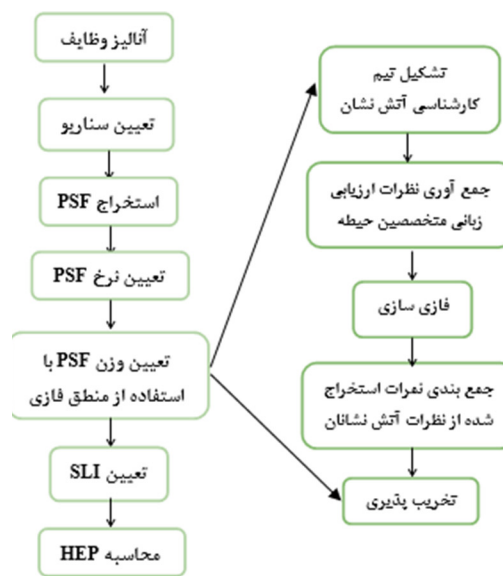 آنالیز وظایف
تعیین سناریو
استخراج PSF
تعیین نرخ PSF
تعیین وزن PSF با
استفاده از منطق فازی
تعیین SLI
محاسبه HEP
تشکیل تیم
کارشناسی آتش نشان
جمع آوری نظرات ارزیابی
زبانی متخصصین حیطه
فازی سازی
جمع بندی نمرات استخراج
شده از نظرات آتش نشانان
تخریب پذیری